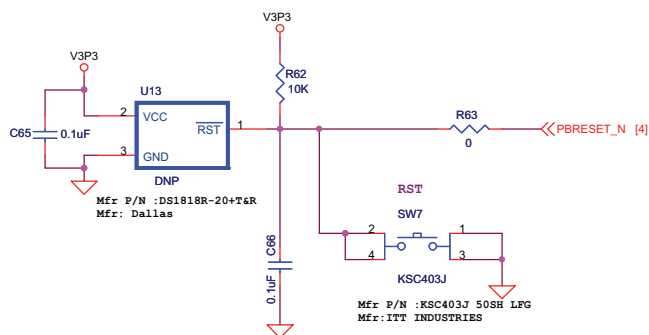 V3P3
V3P3
U13
R62
10K
C65
0.1uF
2
VCC
RST
1
3
GND
DNP
Mfr P/N :DS1818R-20+T&R
Mfr: Dallas
R63
0
PBRESET_N [4]
RST
SW7
2
1
4
3
KSC403J
C66
0.1uF
Mfr P/N :KSC403J 50SH LFG
Mfr:ITT INDUSTRIES